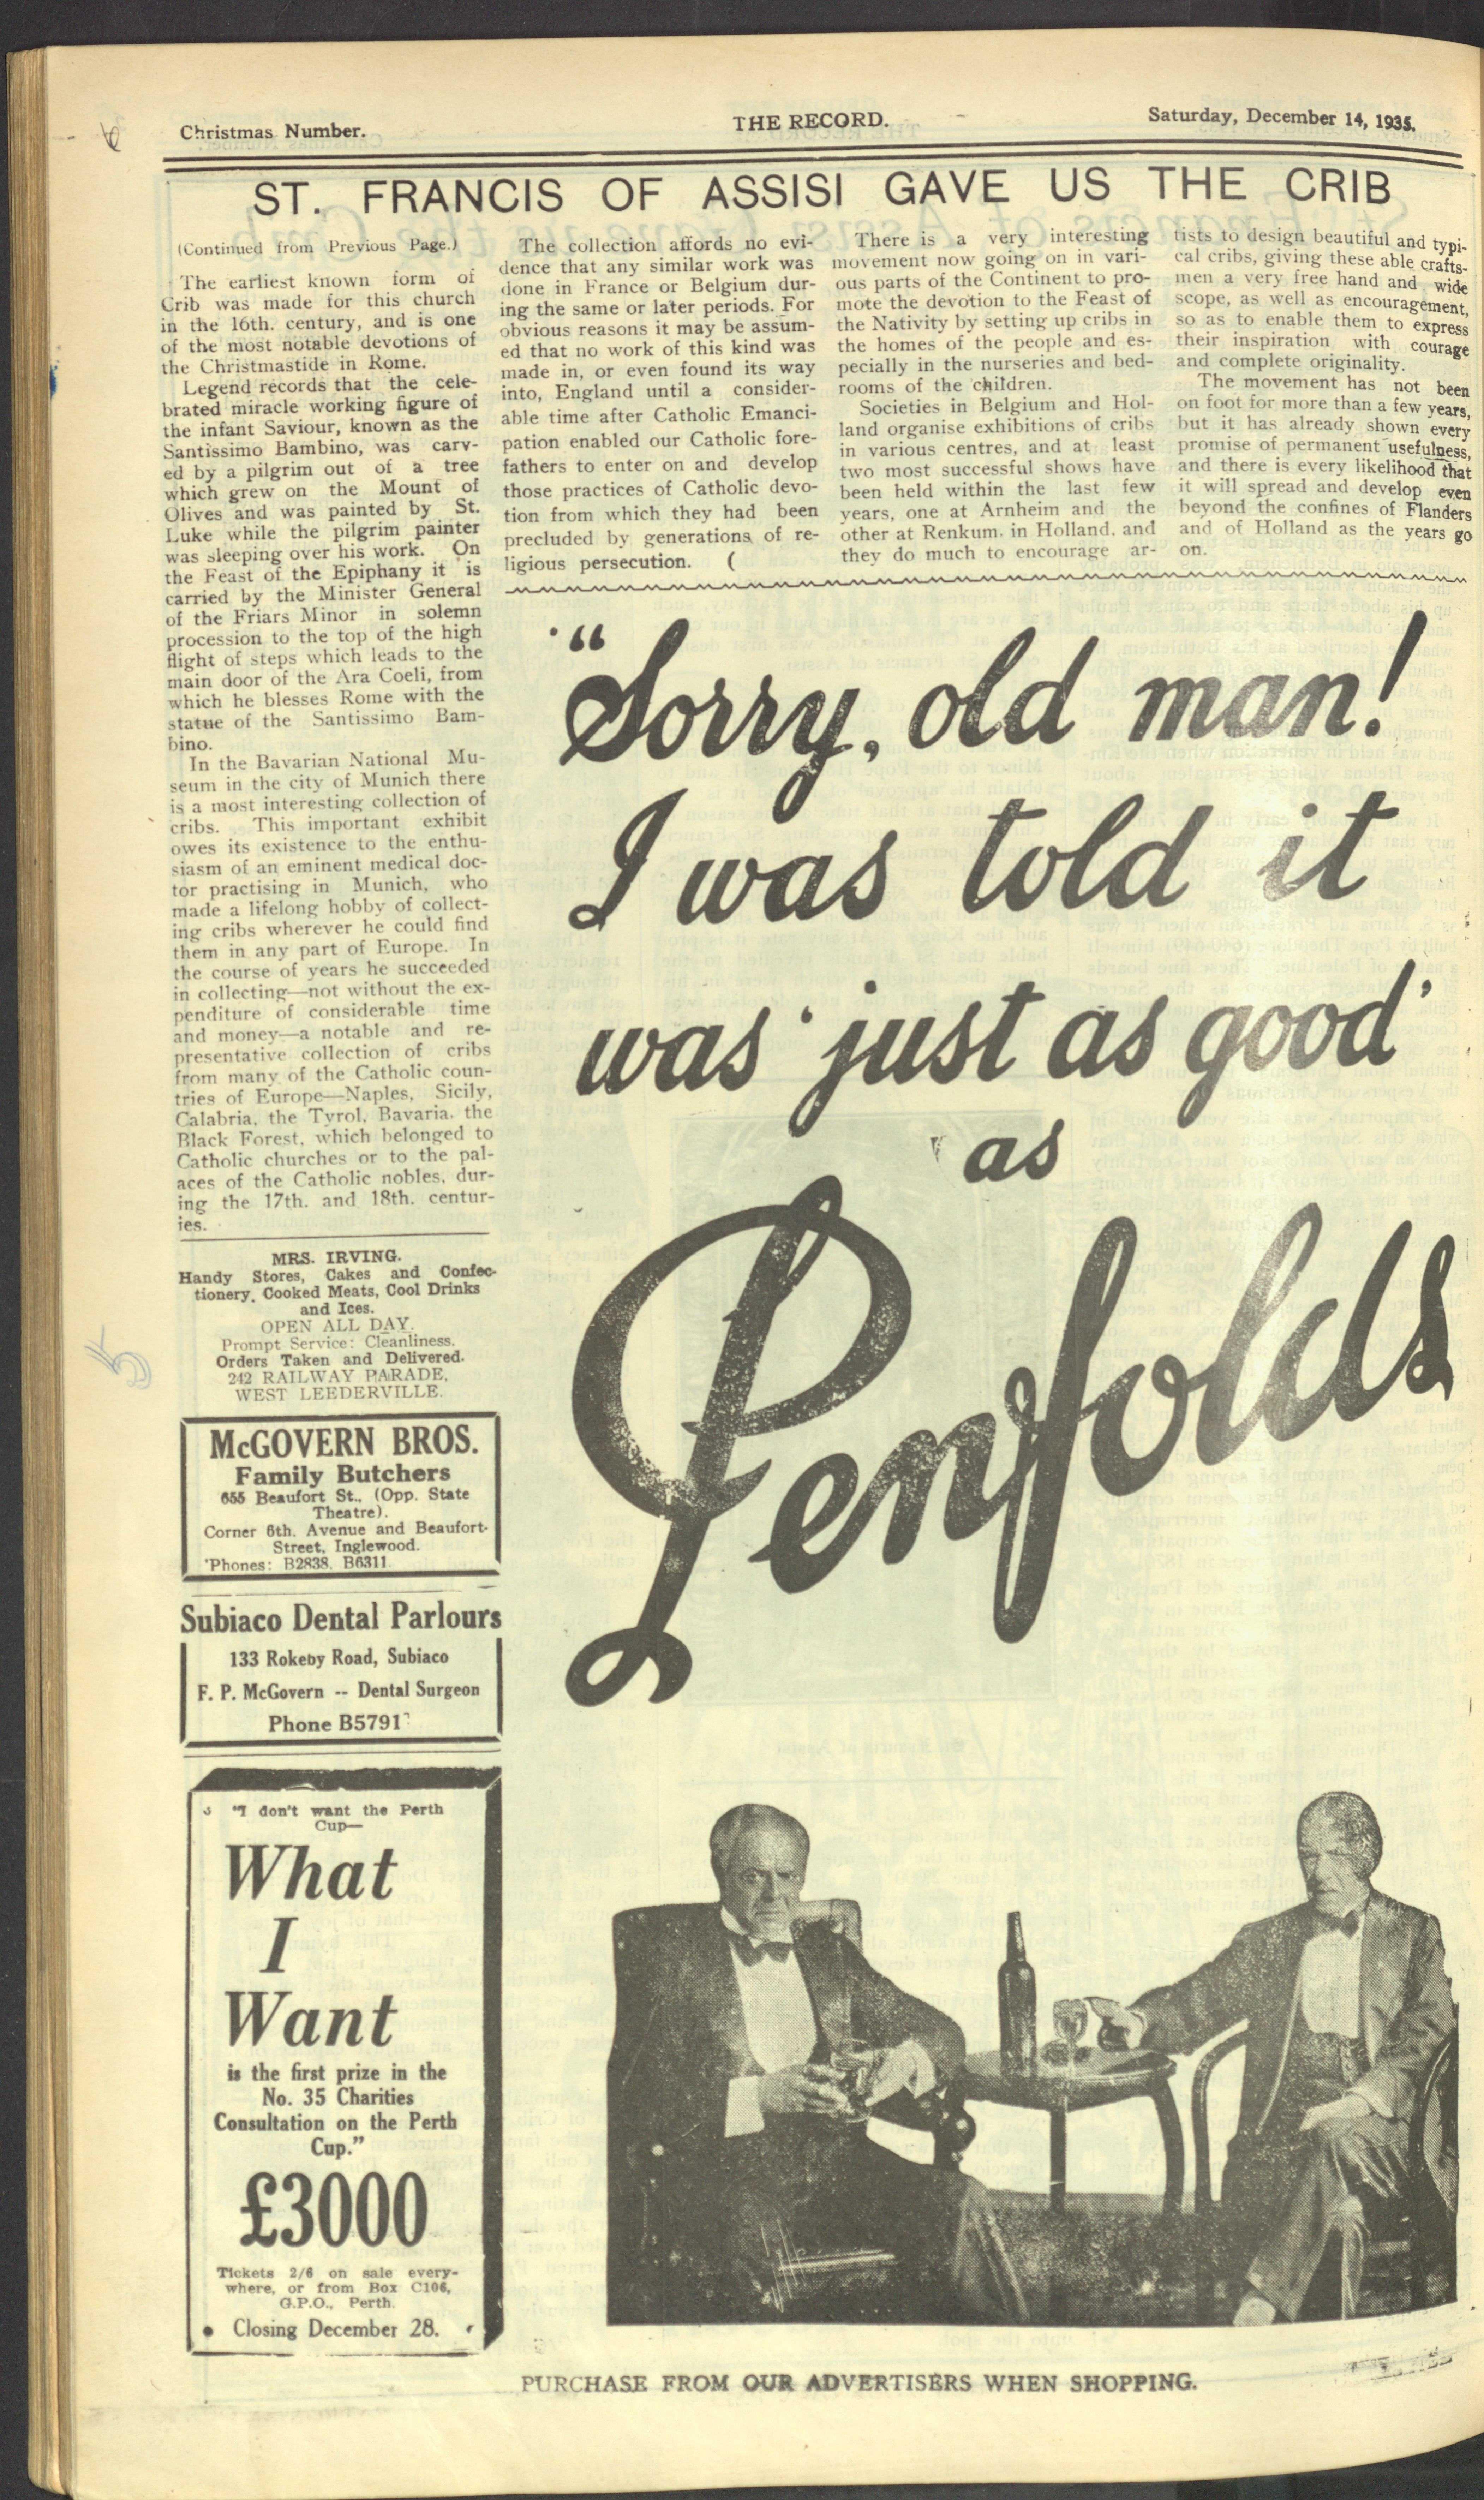 Christmas Number.
THE RECORD.
Saturday, December 14, 1935.
ST. FRANCIS OF ASSISI GAVE US THE CRIB
(Continued from Previous Page.)
The earliest known form of
Crib was made for this church
in the 16th. century, and is one
of the most notable devotions of
the Christmastide in Rome.
Legend records that the cele-
brated miracle working figure of
the infant Saviour, known as the
Santissimo Bambino, was carv-
ed by a pilgrim out of a tree
which grew on the Mount of
Olives and was painted by St.
Luke while the pilgrim painter
was sleeping over his work. On
the Feast of the Epiphany it is
carried by the Minister General
of the Friars Minor in solemn
procession to the top of the high
flight of steps which leads to the
main door of the Ara Coeli, from
which he blesses Rome with the
statue of the Santissimo Bam-
bino.
In the Bavarian National Mu-
seum in the city of Munich there
is a most interesting collection of
cribs. This important exhibit
owes its existence to the enthu-
siasm of an eminent medical doc-
tor practising in Munich, who
made a lifelong hobby of collect-
ing cribs wherever he could find
them in any part of Europe. In
the course of years he succeeded
in collecting—not without the ex-
penditure of considerable time
and money—a notable and re-
presentative collection of cribs
from many of the Catholic coun-
tries of Europe—Naples, Sicily,
Calabria, the Tyrol, Bavaria, the
Black Forest, which belonged to
Catholic churches or to the pal-
aces of the Catholic nobles, dur-
ing the 17th. and 18th. centur-
ies.
The collection affords no evi-
dence that any similar work was
done in France or Belgium dur-
ing the same or later periods. For
obvious reasons it may be assum-
ed that no work of this kind was
made in, or even found its way
into, England until a consider-
able time after Catholic Emanci-
pation enabled our Catholic fore-
fathers to enter on and develop
those practices of Catholic devo-
tion from which they had been
precluded by generations of re-
ligious persecution. (
There is a very interesting
movement now going on in vari-
ous parts of the Continent to pro-
mote the devotion to the Feast of
the Nativity by setting up cribs in
the homes of the people and es-
pecially in the nurseries and bed-
rooms of the children.
Societies in Belgium and Hol-
land organise exhibitions of cribs
in various centres, and at least
two most successful shows have
been held within the last few
years, one at Arnheim and the
other at Renkum, in Holland, and
they do much to encourage ar-
tists to design beautiful and typi-
cal cribs, giving these able crafts-
men a very free hand and wide
scope, as well as encouragement,
so as to enable them to express
their inspiration with courage
and complete originality.
The movement has not been
on foot for more than a few years,
but it has already shown every
promise of permanent usefulness,
and there is every likelihood that
it will spread and develop even
beyond the confines of Flanders
and of Holland as the years go
on.
MRS. IRVING.
Handy Stores, Cakes and Confec-
tionery, Cooked Meats, Cool Drinks
and Ices.
OPEN ALL DAY.
Prompt Service: Cleanliness.
Orders Taken and Delivered.
242 RAILWAY PARADE,
WEST LEEDERVILLE.
McGOVERN BROS.
Family Butchers
655 Beaufort St., (Opp. State
Theatre).
Corner 6th. Avenue and Beaufort-
Street, Inglewood.
'Phones: B2838, B6311
Subiaco Dental Parlours
133 Rokeby Road, Subiaco
F. P. McGovern -- Dental Surgeon
Phone B5791
"I don't want the Perth
Cup—
What
I
Want
is the first prize in the
No. 35 Charities
Consultation on the Perth
Cup."
£3000
Tickets 2/6 on sale every-
where, or from Box C106,
G.P.O., Perth.
Closing December 28.
"Sorry, old man!
I was told it
was 'just as good'
as
Penfolds
PURCHASE FROM OUR ADVERTISERS WHEN SHOPPING.